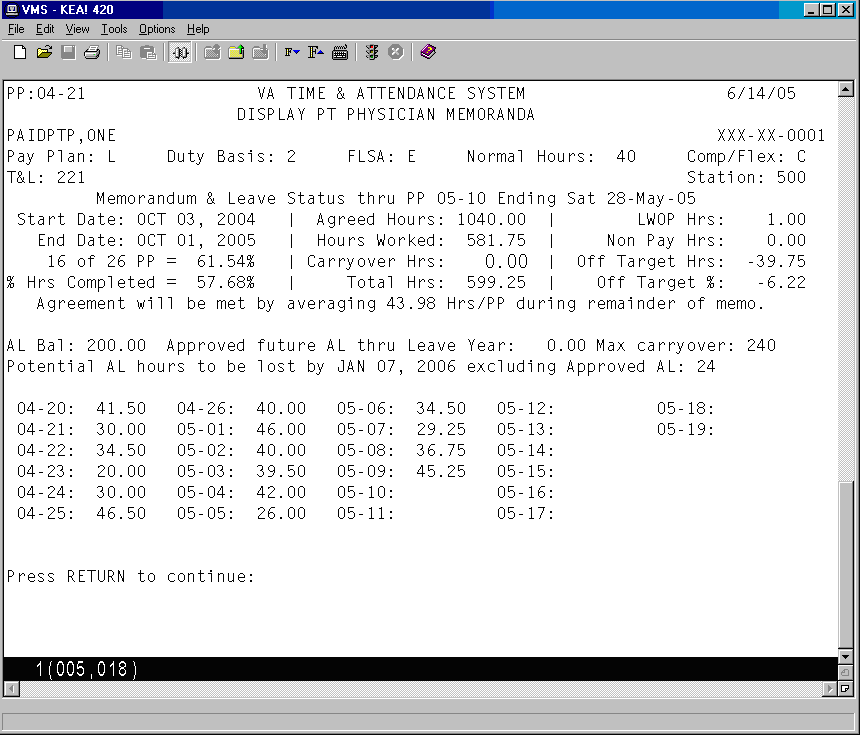 VMS - KEA! 420
File Edit View Tools Options Help
PP:04-21 VA TIME & ATTENDANCE SYSTEM 6/14/05
DISPLAY PT PHYSICIAN MEMORANDA
PAIDPTP,ONE XXX-XX-0001
Pay Plan: L Duty Basis: 2 FLSA: E Normal Hours: 40 Comp/Flex: C
T&L: 221 Station: 500
Memorandum & Leave Status thru PP 05-10 Ending Sat 28-May-05
Start Date: OCT 03, 2004 | Agreed Hours: 1040.00 | LWOP Hrs: 1.00
End Date: OCT 01, 2005 | Hours Worked: 581.75 | Non Pay Hrs: 0.00
16 of 26 PP = 61.54% | Carryover Hrs: 0.00 | Off Target Hrs: -39.75
% Hrs Completed = 57.68% | Total Hrs: 599.25 | Off Target %: -6.22
Agreement will be met by averaging 43.98 Hrs/PP during remainder of memo.
AL Bal: 200.00 Approved future AL thru Leave Year: 0.00 Max carryover: 240
Potential AL hours to be lost by JAN 07, 2006 excluding Approved AL: 24
04-20: 41.50 04-26: 40.00 05-06: 34.50 05-12: 05-18:
04-21: 30.00 05-01: 46.00 05-07: 29.25 05-13: 05-19:
04-22: 34.50 05-02: 40.00 05-08: 36.75 05-14:
04-23: 20.00 05-03: 39.50 05-09: 45.25 05-15:
04-24: 30.00 05-04: 42.00 05-10: 05-16:
04-25: 46.50 05-05: 26.00 05-11: 05-17:
Press RETURN to continue:
1(005,018)